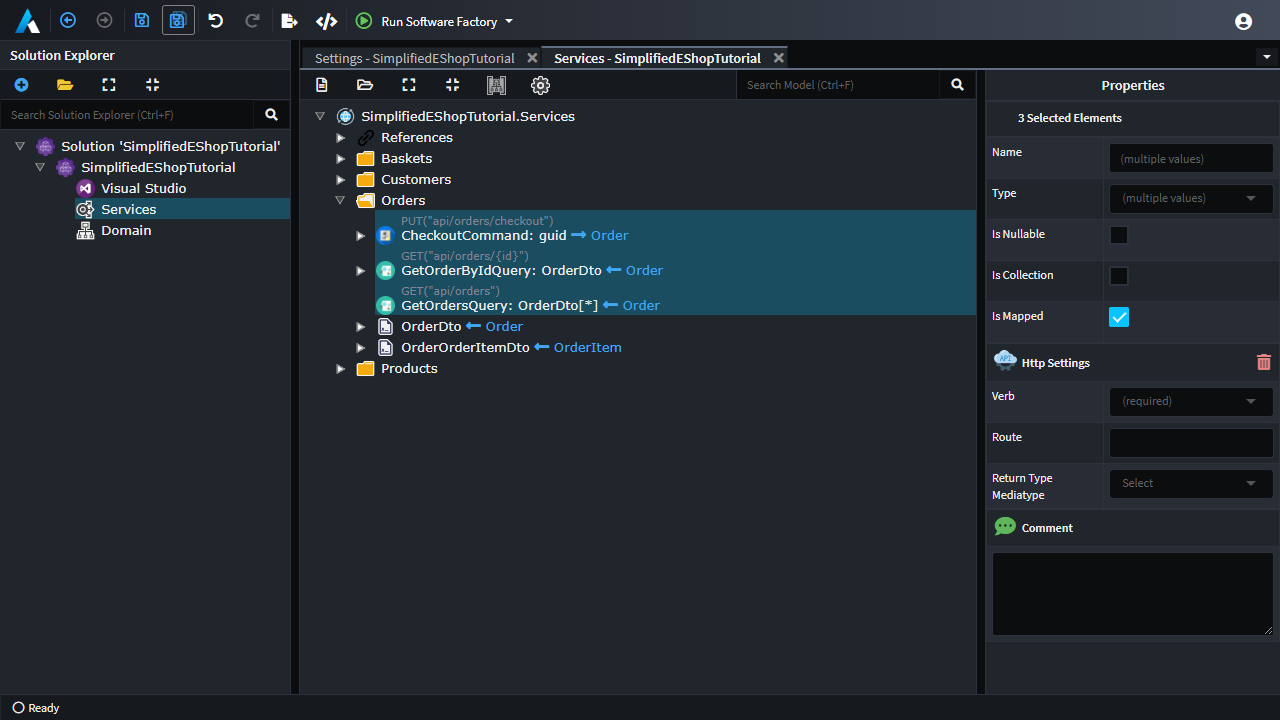 Run Software Factory
Solution Explorer
Search Solution Explorer (Ctrl+F)
Solution 'SimplifiedEShopTutorial'
SimplifiedEShopTutorial
Visual Studio
Services
Domain
Settings - SimplifiedEShopTutorial
Services - SimplifiedEShopTutorial
Search Model (Ctrl+F)
SimplifiedEShopTutorial.Services
References
Baskets
Customers
Orders
PUT("api/orders/checkout")
CheckoutCommand: guid → Order
GET("api/orders/{id}")
GetOrderByIdQuery: OrderDto ← Order
GET("api/orders")
GetOrdersQuery: OrderDto[*] ← Order
OrderDto ← Order
OrderOrderItemDto ← OrderItem
Products
Properties
3 Selected Elements
Name (multiple values)
Type (multiple values)
Is Nullable
Is Collection
Is Mapped
API Http Settings
Verb (required)
Route
Return Type
Mediatype Select
Comment
Ready